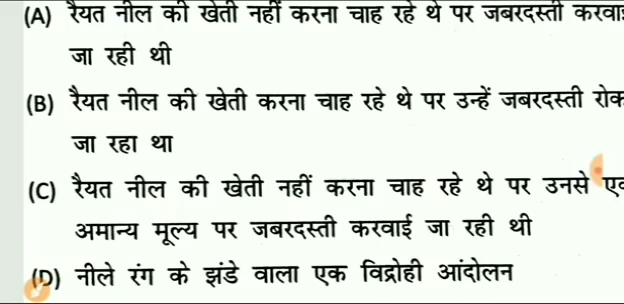 (A) रैयत नील की खेती नहीं करना चाह रहे थे पर जबरदस्ती
जा रही थी
(B) रैयत नील की खेती करना चाह रहे थे पर उन्हें जबरदस्ती
जा रहा था
(C) रैयत नील की खेती नहीं करना चाह रहे थे पर उनसे
अमान्य मूल्य पर जबरदस्ती करवाई जा रही थी
(D) नीले रंग के झंडे वाला एक विद्रोही आंदोलन